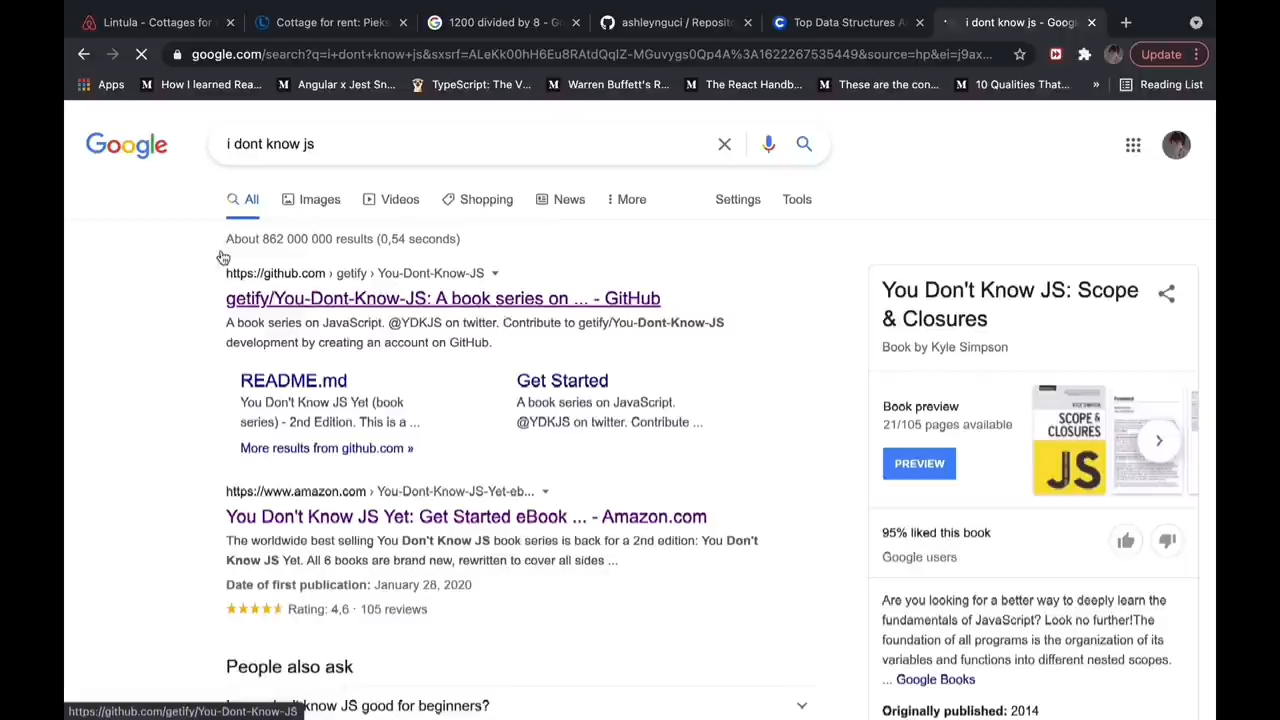 Lintula - Cottages for
Cottage for rent: Pieks
1200 divided by 8 - Go
ashleynguci / Reposito
Top Data Structures A
i dont know js - Googl
google.com/search?q=i+dont+know+js&sxsrf=ALeKk00hH6Eu8RAtdQqIZ-MGuvygs0Qp4A%3A1622267535449&source=hp&ei=j9ax...
Update
Apps
How I learned Rea...
Angular x Jest Sn...
TypeScript: The V...
Warren Buffett's R...
The React Handb...
These are the con...
10 Qualities That...
»
Reading List
Google
i dont know js
All
Images
Videos
Shopping
News
More
Settings
Tools
About 862 000 000 results (0,54 seconds)
https://github.com › getify › You-Dont-Know-JS
getify/You-Dont-Know-JS: A book series on ... - GitHub
A book series on JavaScript. @YDKJS on twitter. Contribute to getify/You-Dont-Know-JS
development by creating an account on GitHub.
README.md
You Don't Know JS Yet (book
series) - 2nd Edition. This is a ...
Get Started
A book series on JavaScript.
@YDKJS on twitter. Contribute ...
More results from github.com »
https://www.amazon.com › You-Dont-Know-JS-Yet-eb...
You Don't Know JS Yet: Get Started eBook ... - Amazon.com
The worldwide best selling You Don't Know JS book series is back for a 2nd edition: You Don't
Know JS Yet. All 6 books are brand new, rewritten to cover all sides ...
Date of first publication: January 28, 2020
Rating: 4,6 · 105 reviews
People also ask
know JS good for beginners?
https://github.com/getify/You-Dont-Know-JS
You Don't Know JS: Scope
& Closures
Book by Kyle Simpson
Book preview
21/105 pages available
PREVIEW
SCOPE &
CLOSURES
JS
95% liked this book
Google users
Are you looking for a better way to deeply learn the
fundamentals of JavaScript? Look no further!The
foundation of all programs is the organization of its
variables and functions into different nested scopes.
... Google Books
Originally published: 2014